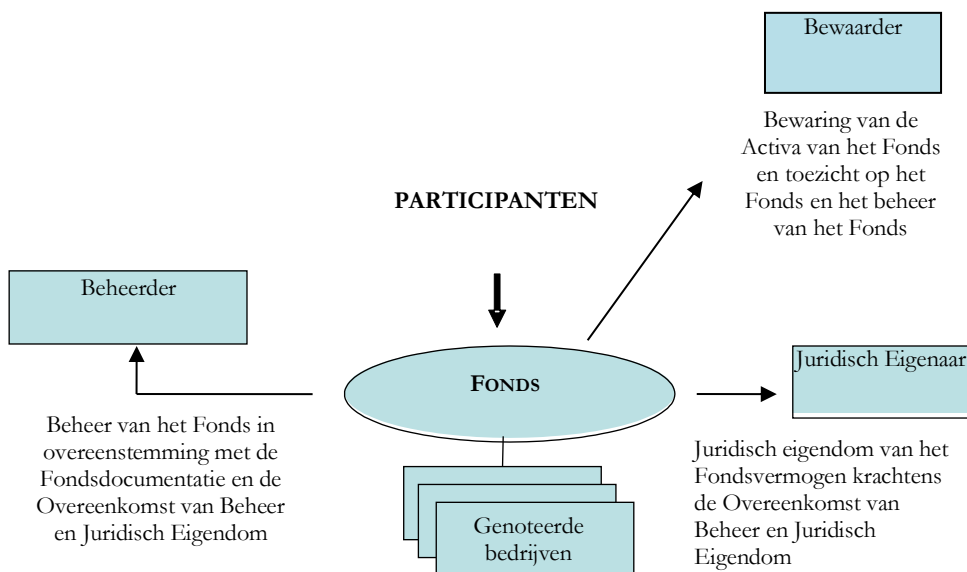 Bewaarder
Bewaring van de
Activa van het Fonds
en toezicht op het
Fonds en het beheer
van het Fonds
PARTICIPANTEN
Beheerder
FONDS
Juridisch Eigenaar
Beheer van het Fonds in
overeenstemming met de
Fondsdocumentatie en de
Overeenkomst van Beheer
en Juridisch Eigendom
Juridisch eigendom van het
Fondsvermogen krachtens
de Overeenkomst van
Beheer en Juridisch
Eigendom
Genoteerde
bedrijven